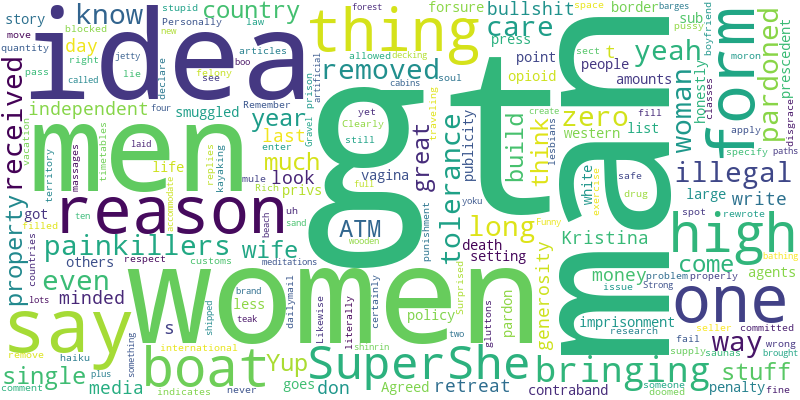 story know country
stupid law
Personally
move blocked day
quantity
articles
jetty new
pass right called
lie declare
idea
forest
thing
forsure
bullshit border
care sub
press t
yeah
space barges
pussy boyfriend
moron
removed
allowed decking
boo see
felony four
artificial
point people
opioid amounts
soul
sect right
received
independent
smuggled
year
Remember
prison
Gravel
cabins
zero
western
build
list
fill
woman
honestly
classes
form
pardoned
prescedent
disgrace
apply
specify paths
men
gt
man
vacation
timetables
laid
life
replies
kayaking
last
enter
much
yet
Clearly
still
great
traveling
tolerance
publicity
think
create
lesbians
white
exercise
safe
drug
illegal
large write
spot rewrote
territory
massages
accommodate
mule
Rich
look
privs
vagina
full
wooden
ATM
punishment
yoku
long
Funny
Kristina
high
property
got
filled
ten
reason
beach
uh
sand
death
setting
generosity
Surprised
money
issue
problem
Strong
properly
come
agents
bathing
countries
others
respect
painkillers
customs
wife
meditations
even
minded
lots
s
something
shipped
women
brand
less
teak
dailymail
Likewise
literally
certainly
policy
pardon
two
gluttons
imprisonment
research
fail
supply
saunas
someone
doomed
seller
committed
one
way
wrong
brought
fine
say
remove
haiku
plus
comment
single
media
indicates
boat
international
never
goes
Yup
shinrin
don
Agreed
SuperShe
retreat
bringing
contraband
penalty
stuff